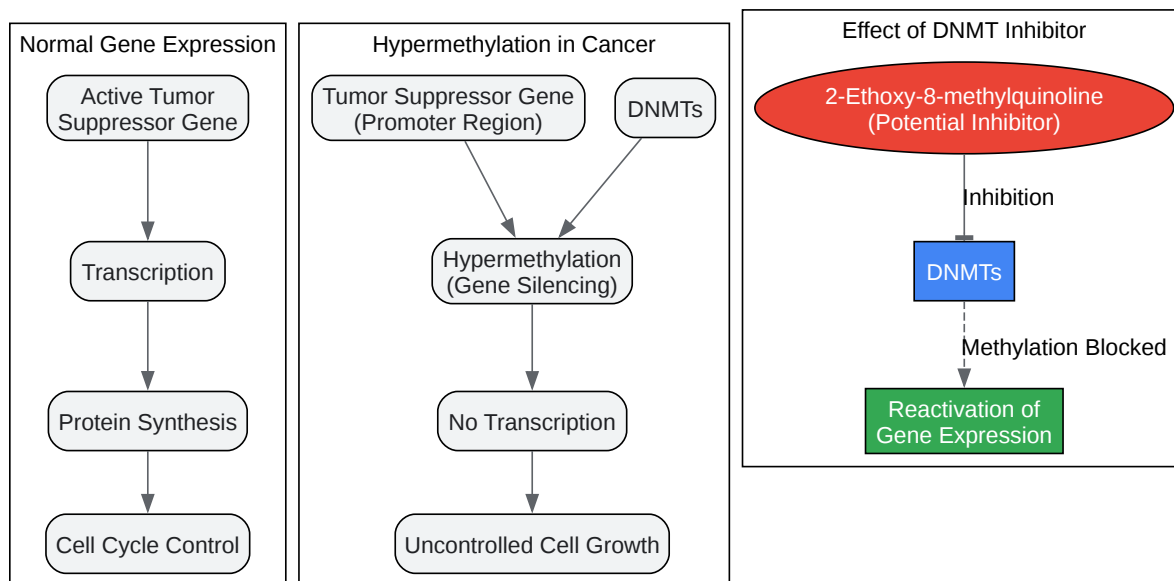 Normal Gene Expression
Active Tumor
Suppressor Gene
Transcription
Protein Synthesis
Cell Cycle Control
Hypermethylation in Cancer
Tumor Suppressor Gene
(Promoter Region)
DNMTs
Hypermethylation
(Gene Silencing)
No Transcription
Uncontrolled Cell Growth
Effect of DNMT Inhibitor
2-Ethoxy-8-methylquinoline
(Potential Inhibitor)
Inhibition
DNMTs
Methylation Blocked
Reactivation of
Gene Expression